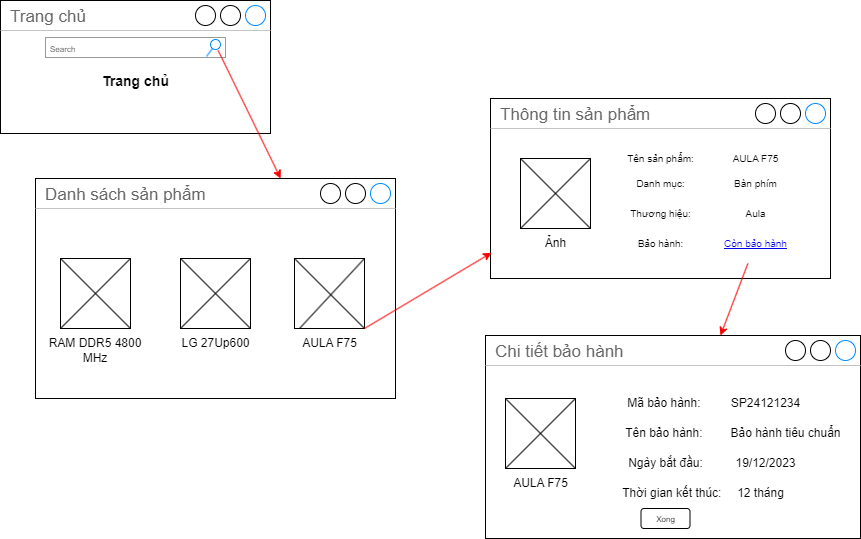 Trang chủ
Search
Trang chủ
Danh sách sản phẩm
RAM DDR5 4800
MHz
LG 27Up600
AULA F75
Thông tin sản phẩm
Ảnh
Tên sản phẩm: AULA F75
Danh mục: Bàn phím
Thương hiệu: Aula
Bảo hành: Còn bảo hành
Chi tiết bảo hành
AULA F75
Mã bảo hành: SP24121234
Tên bảo hành: Bảo hành tiêu chuẩn
Ngày bắt đầu: 19/12/2023
Thời gian kết thúc: 12 tháng
Xong